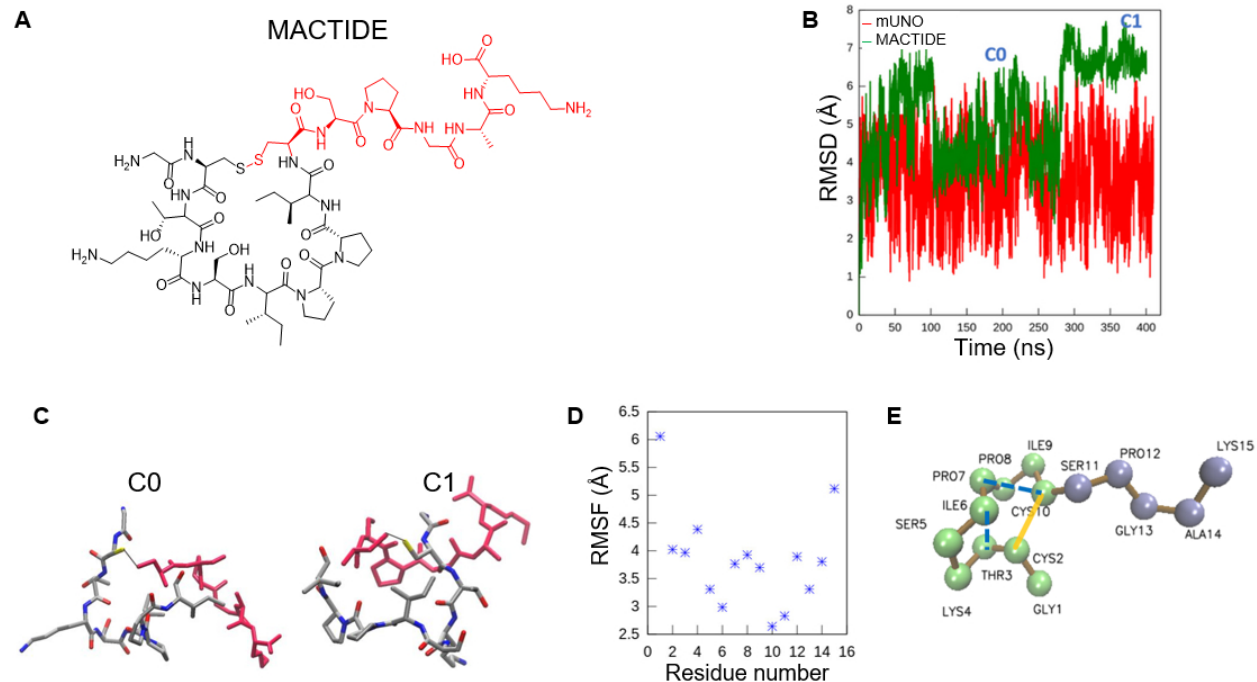 A
MACTIDE
HO
O
HO
O
H
N
O
N
O
NH
O
HN
O
NH
O
NH2
H2N
O
H
N
O
S
S
NH
NH
O
HO
O
NH
H2N
O
N
H
HO
O
H
N
O
N
O
N
O
B
mUNO
MACTIDE
C0
C1
RMSD (Å)
8
7
6
5
4
3
2
1
0
0 50 100 150 200 250 300 350 400
Time (ns)
C
C0
C1
D
RMSF (Å)
6.5
6
5.5
5
4.5
4
3.5
3
2.5
0 2 4 6 8 10 12 14 16
Residue number
E
ILE9
PRO8
PRO7
ILE6
SER5
LYS4
THR3
CYS2
GLY1
CYS10
SER11
PRO12
GLY13
ALA14
LYS15